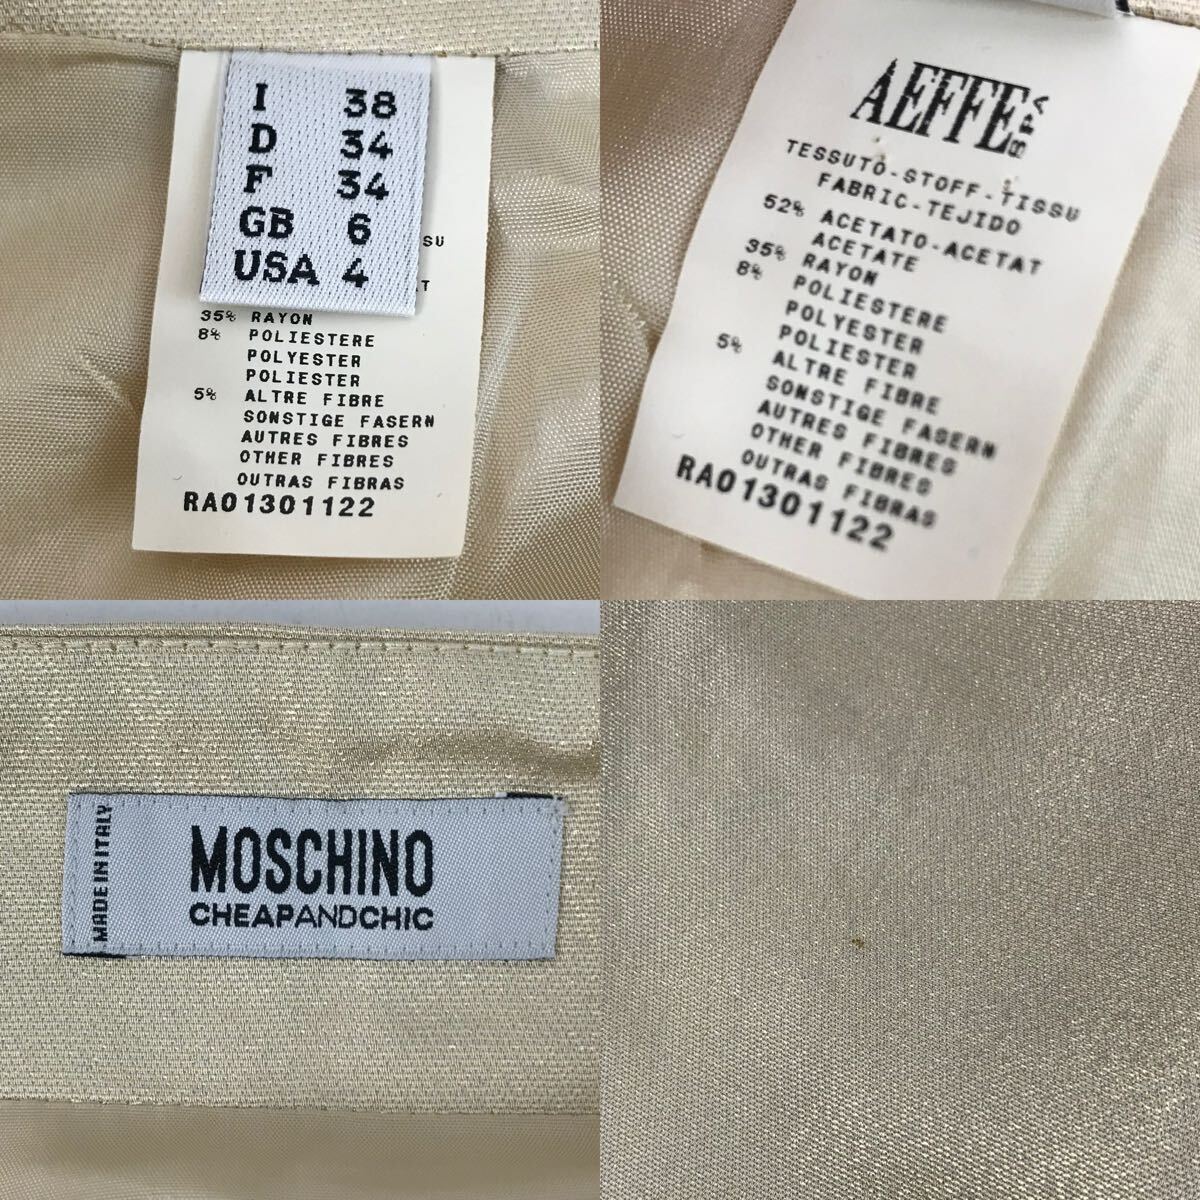 I 38
D 34
F 34
GB 6
USA 4
SU
T
35% RAYON
8% POLIESTERE
POLYESTER
POLIESTER
5% ALTRE FIBRE
SONSTIGE FASERN
AUTRES FIBRES
OTHER FIBRES
OUTRAS FIBRAS
RA01301122
AEFFE SPA
TESSUTO-STOFF-TISSU
FABRIC-TEJIDO
52% ACETATO-ACETAT
ACETATE
35% RAYON
8% POLIESTERE
POLYESTER
POLIESTER
5% ALTRE FIBRE
SONSTIGE FASERN
AUTRES FIBRES
OTHER FIBRES
OUTRAS FIBRAS
RA01301122
MADE IN ITALY
MOSCHINO
CHEAPANDCHIC